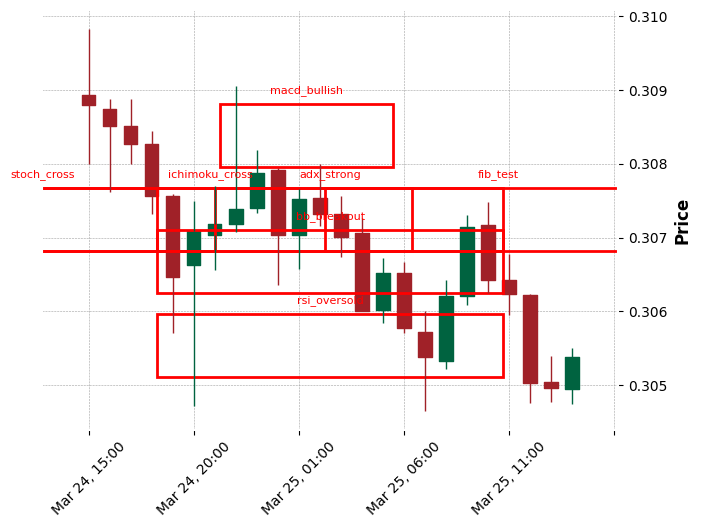 0.310
macd_bullish
0.309
0.308
stoch_cross
ichimoku_cross
adx_strong
fib_test
bb_breakout
0.307
rsi_oversold
0.306
0.305
Price
Mar 24, 15:00
Mar 24, 20:00
Mar 25, 01:00
Mar 25, 06:00
Mar 25, 11:00